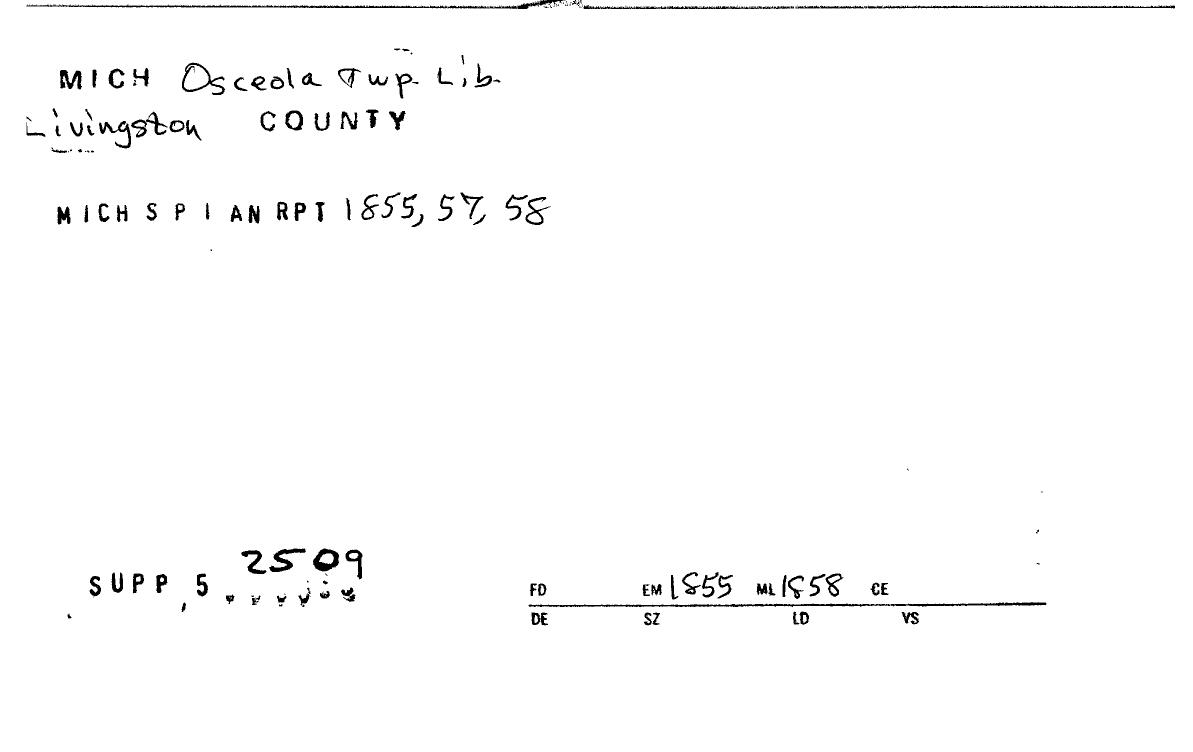 MICH Osceola Twp. Lib.
Livingston COUNTY
MICH S P I AN RPT 1855, 57, 58
2509
SUPP, 5
FD EM 1855 ML 1858 CE
DE SZ LD VS